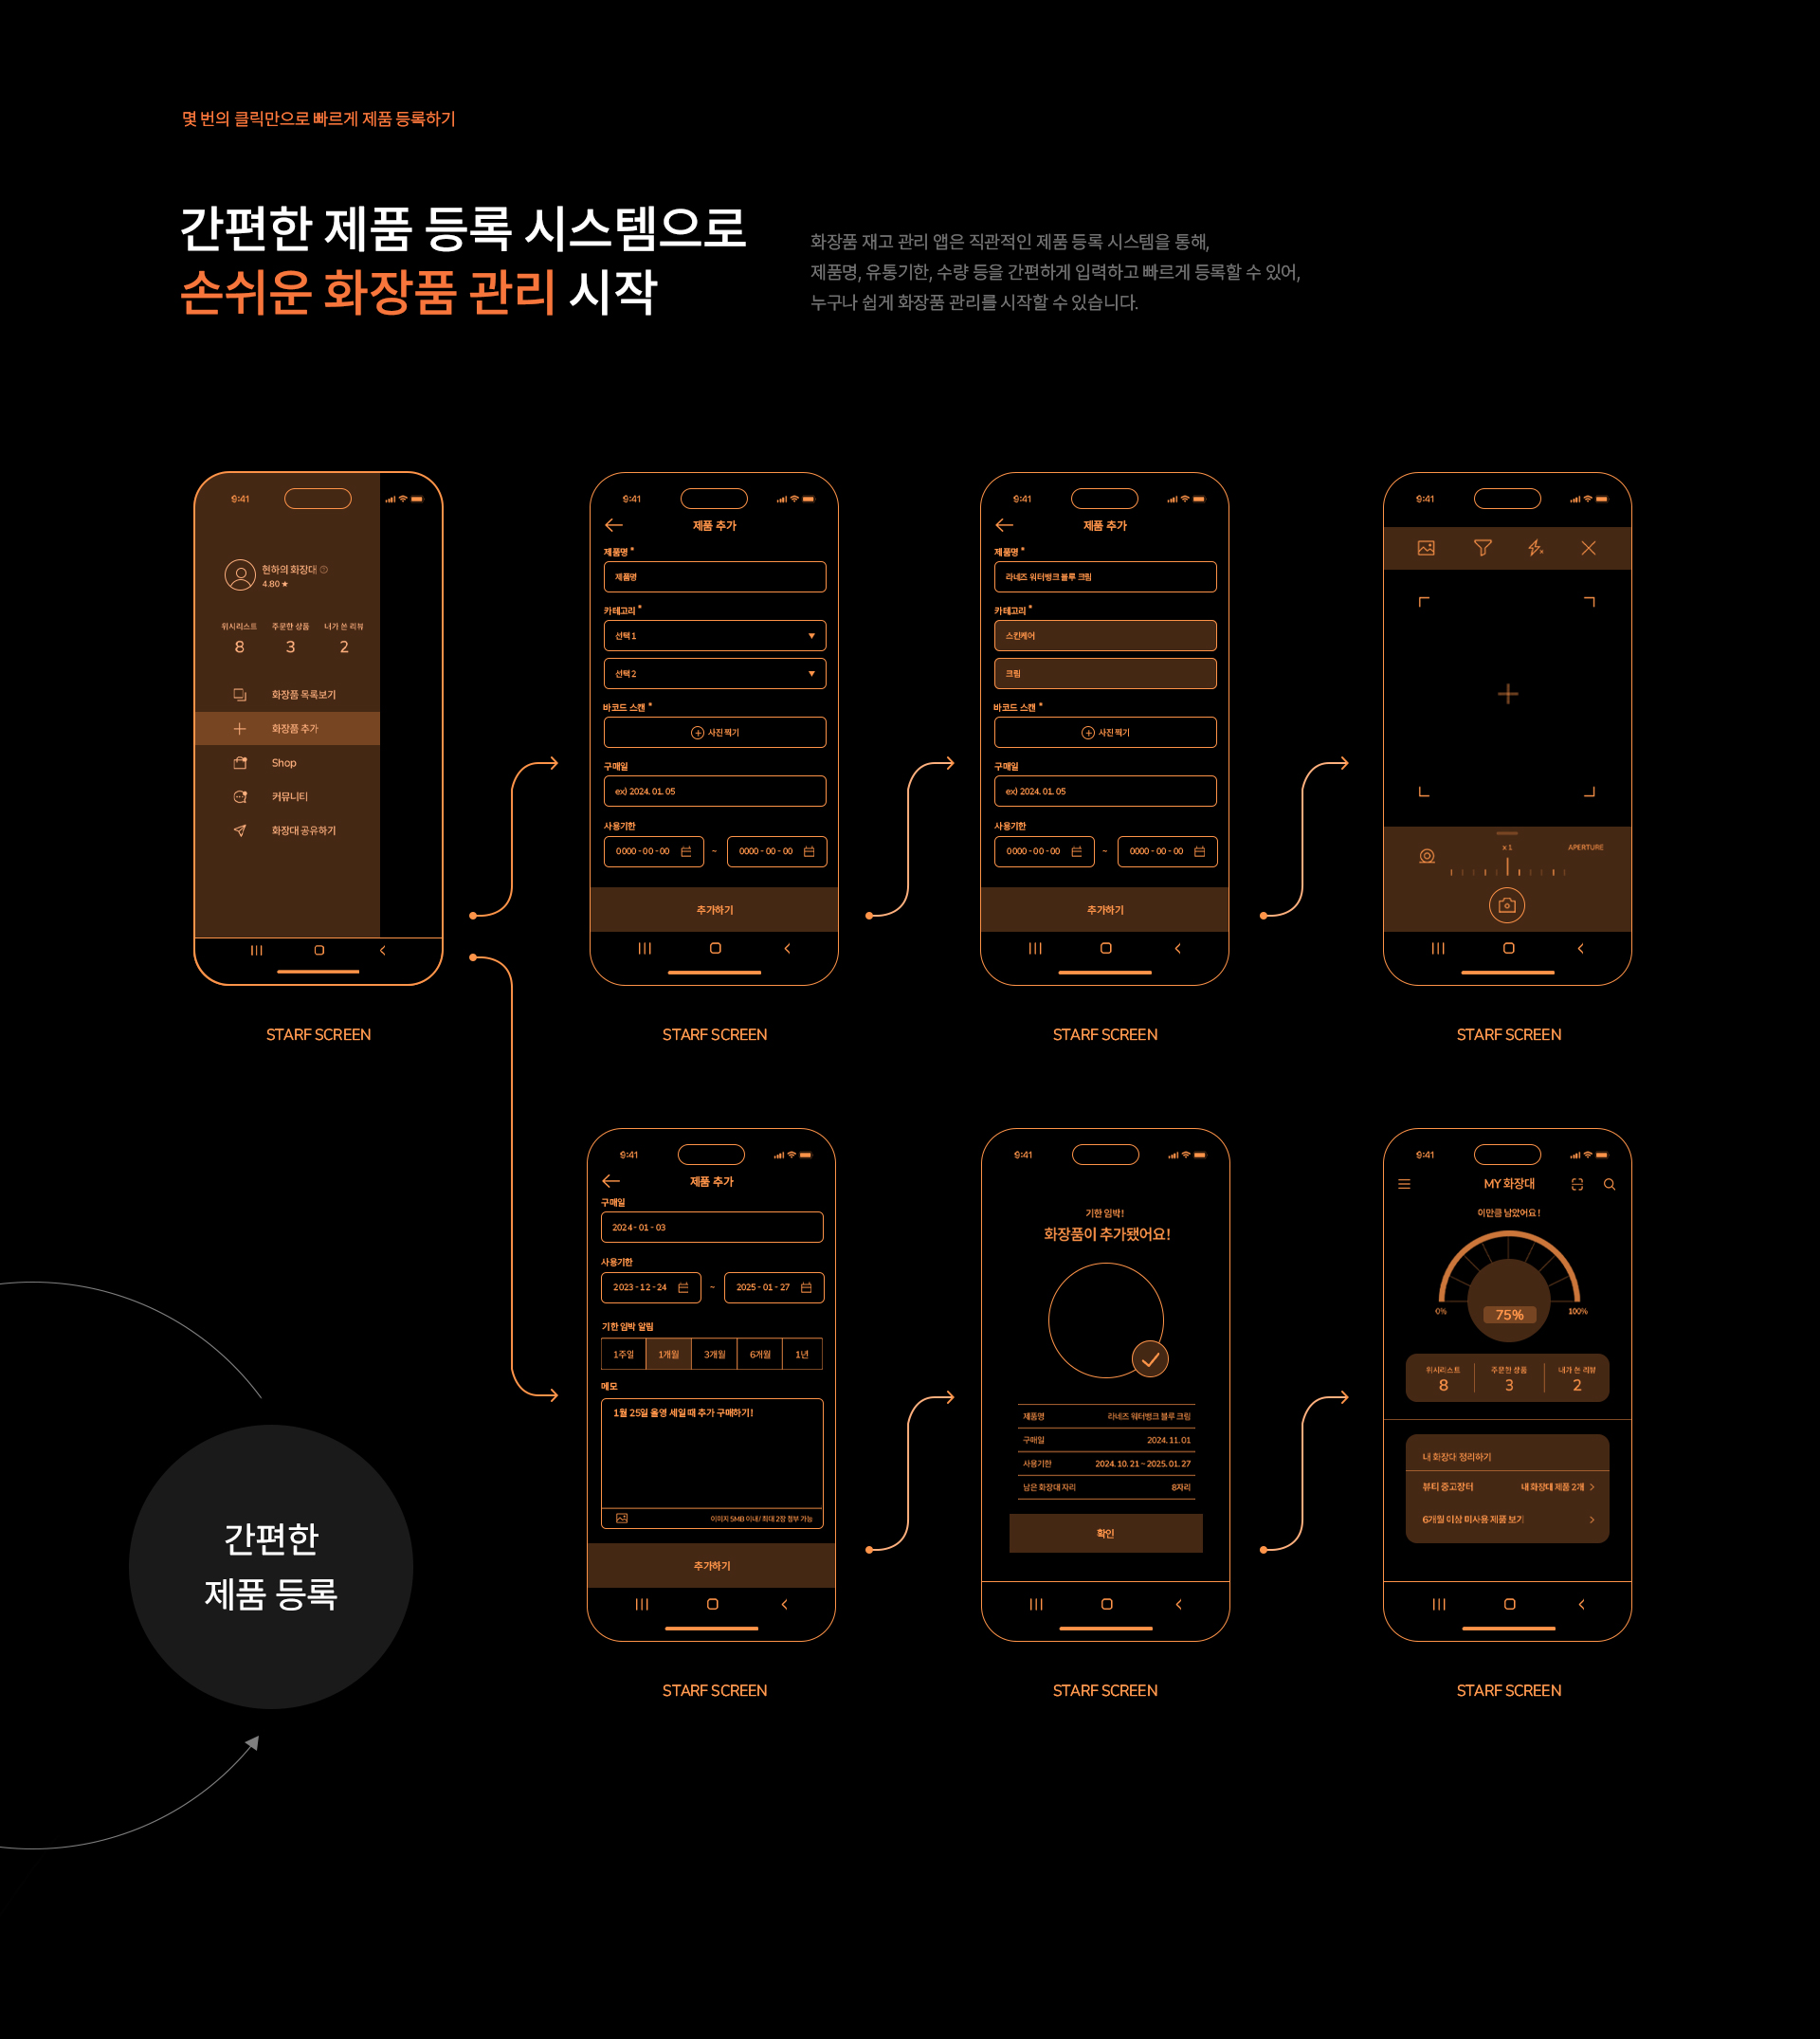 몇 번의 클릭만으로 빠르게 제품 등록하기
간편한 제품 등록 시스템으로
손쉬운 화장품 관리 시작
화장품 재고 관리 앱은 직관적인 제품 등록 시스템을 통해,
제품명, 유통기한, 수량 등을 간편하게 입력하고 빠르게 등록할 수 있어,
누구나 쉽게 화장품 관리를 시작할 수 있습니다.
9:41
현하의 화장대
4.80 ★
위시리스트 주문한 상품 내가 쓴 리뷰
8 3 2
화장품 목록보기
화장품 추가
Shop
커뮤니티
화장대 공유하기
STARF SCREEN
9:41
제품 추가
제품명 *
제품명
카테고리 *
선택 1
선택 2
바코드 스캔 *
사진 찍기
구매일
ex) 2024. 01. 05
사용기한
0000 - 00 - 00 ~ 0000 - 00 - 00
추가하기
STARF SCREEN
9:41
제품 추가
제품명 *
라네즈 워터뱅크 블루 크림
카테고리 *
스킨케어
크림
바코드 스캔 *
사진 찍기
구매일
ex) 2024. 01. 05
사용기한
0000 - 00 - 00 ~ 0000 - 00 - 00
추가하기
STARF SCREEN
9:41
x 1 APERTURE
STARF SCREEN
9:41
제품 추가
구매일
2024 - 01 - 03
사용기한
2023 - 12 - 24 ~ 2025 - 01 - 27
기한 임박 알림
1주일 1개월 3개월 6개월 1년
메모
1월 25일 올영 세일 때 추가 구매하기!
이미지 5MB 이내 / 최대 2장 첨부 가능
추가하기
STARF SCREEN
9:41
기한 임박!
화장품이 추가됐어요!
제품명 라네즈 워터뱅크 블루 크림
구매일 2024. 11. 01
사용기한 2024. 10. 21 ~ 2025. 01. 27
남은 화장대 자리 8자리
확인
STARF SCREEN
9:41
MY 화장대
이만큼 남았어요!
0% 75% 100%
위시리스트 주문한 상품 내가 쓴 리뷰
8 3 2
내 화장대 정리하기
뷰티 중고장터 내 화장대 제품 2개
6개월 이상 미사용 제품 보기
STARF SCREEN
간편한
제품 등록